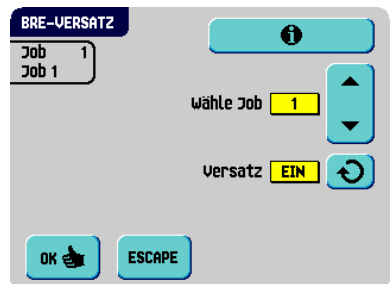 BRE-VERSATZ
Job 1
Job 1
Wähle Job 1
Versatz EIN
OK ESCAPE